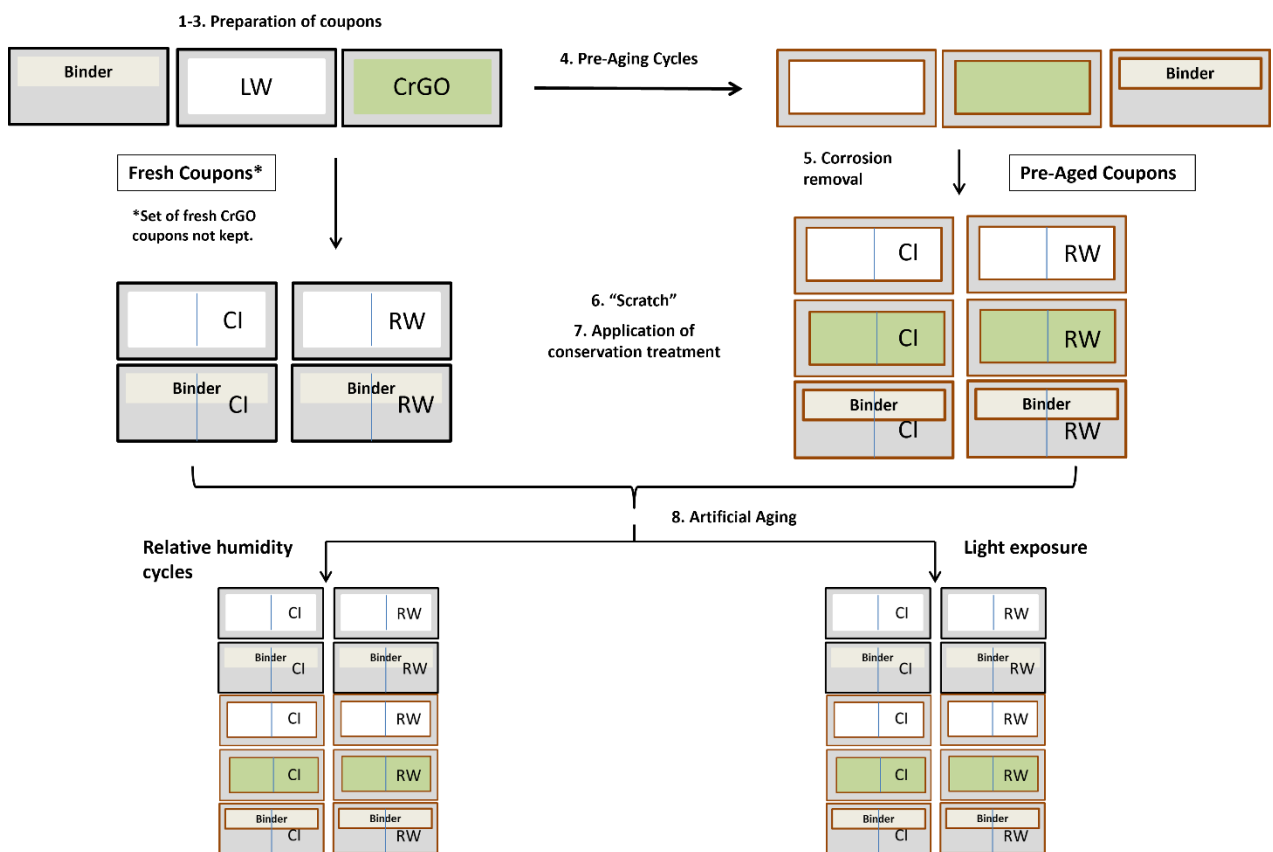 1-3. Preparation of coupons
Binder
LW
CrGO
4. Pre-Aging Cycles
Binder
Fresh Coupons*
*Set of fresh CrGO
coupons not kept.
5. Corrosion
removal
Pre-Aged Coupons
CI
RW
Binder
CI
Binder
RW
6. “Scratch”
7. Application of
conservation treatment
CI
RW
CI
RW
Binder
CI
Binder
RW
8. Artificial Aging
Relative humidity
cycles
Light exposure
CI
RW
Binder
CI
Binder
RW
CI
RW
CI
RW
Binder
CI
Binder
RW
CI
RW
Binder
CI
Binder
RW
CI
RW
CI
RW
Binder
CI
Binder
RW